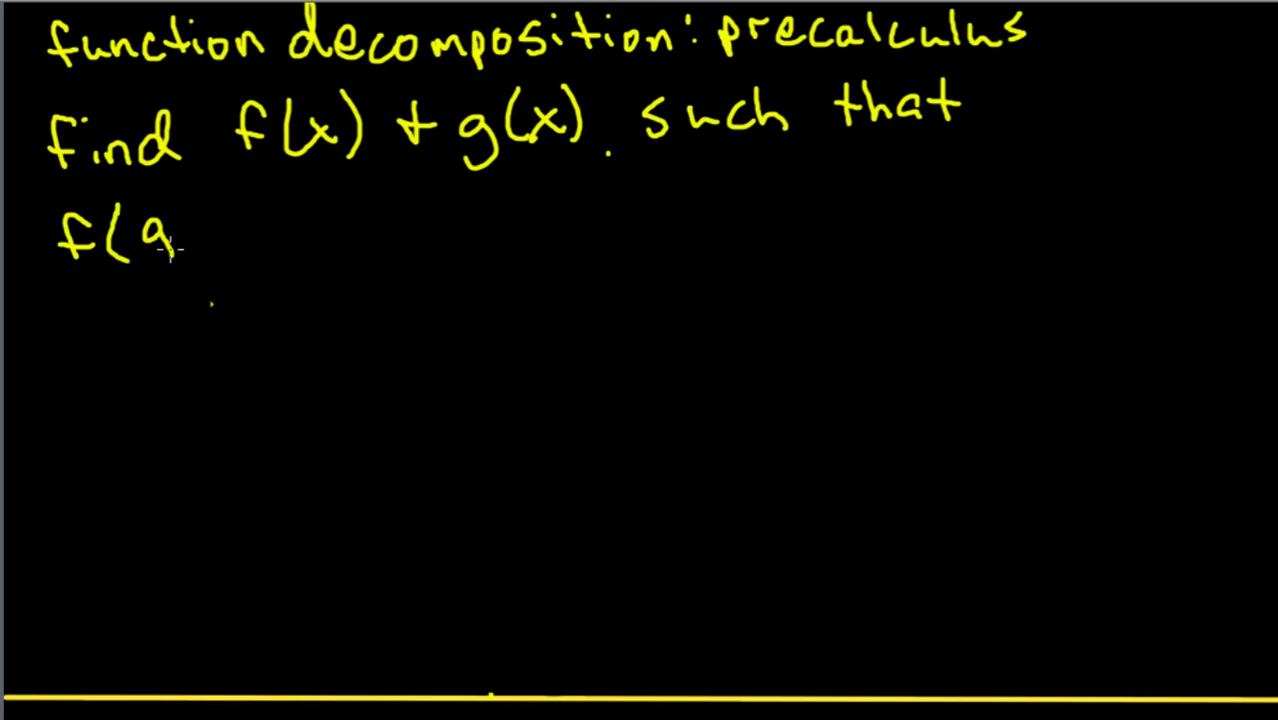 function decomposition: precalculus
find f(x) + g(x). such that
f(g